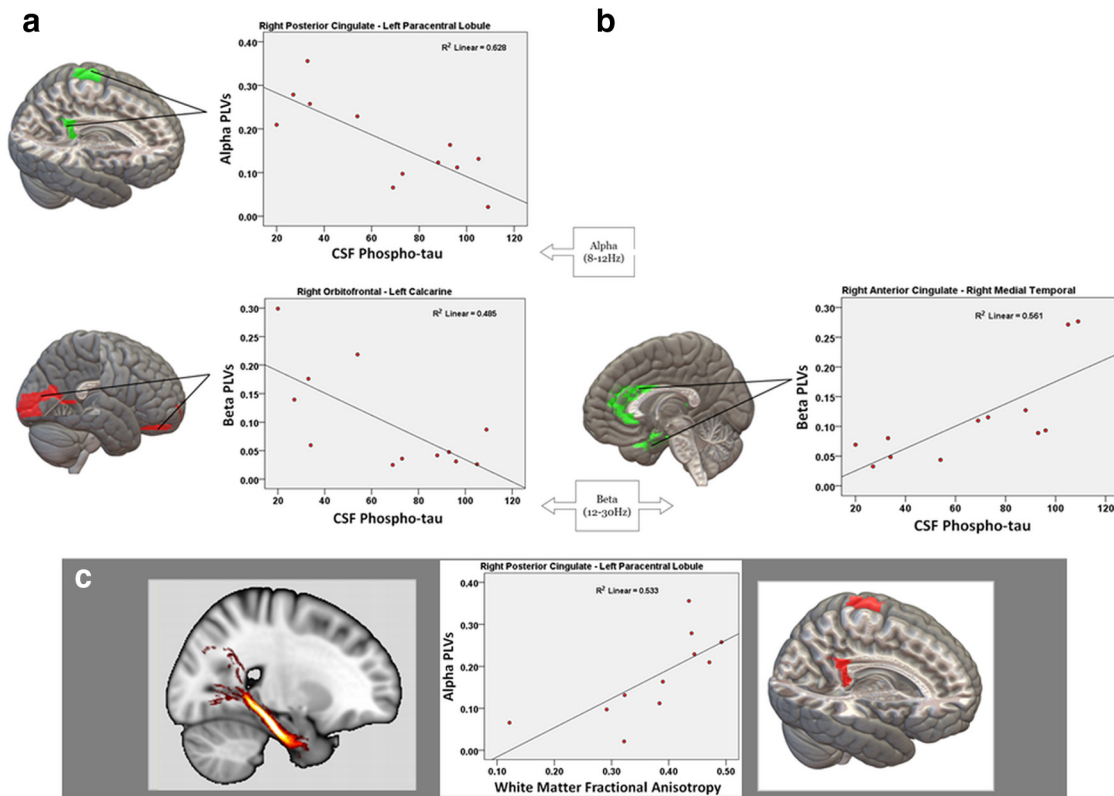 a
b
Right Posterior Cingulate - Left Paracentral Lobule
R² Linear = 0.628
Alpha PLVs
0.40
0.30
0.20
0.10
0.00
20 40 60 80 100 120
CSF Phospho-tau
Alpha
(8-12Hz)
Right Orbitofrontal - Left Calcarine
R² Linear = 0.485
Beta PLVs
0.30
0.25
0.20
0.15
0.10
0.05
0.00
20 40 60 80 100 120
CSF Phospho-tau
Beta
(12-30Hz)
Right Anterior Cingulate - Right Medial Temporal
R² Linear = 0.561
Beta PLVs
0.30
0.25
0.20
0.15
0.10
0.05
0.00
20 40 60 80 100 120
CSF Phospho-tau
c
Right Posterior Cingulate - Left Paracentral Lobule
R² Linear = 0.533
Alpha PLVs
0.40
0.30
0.20
0.10
0.00
0.10 0.20 0.30 0.40 0.50
White Matter Fractional Anisotropy